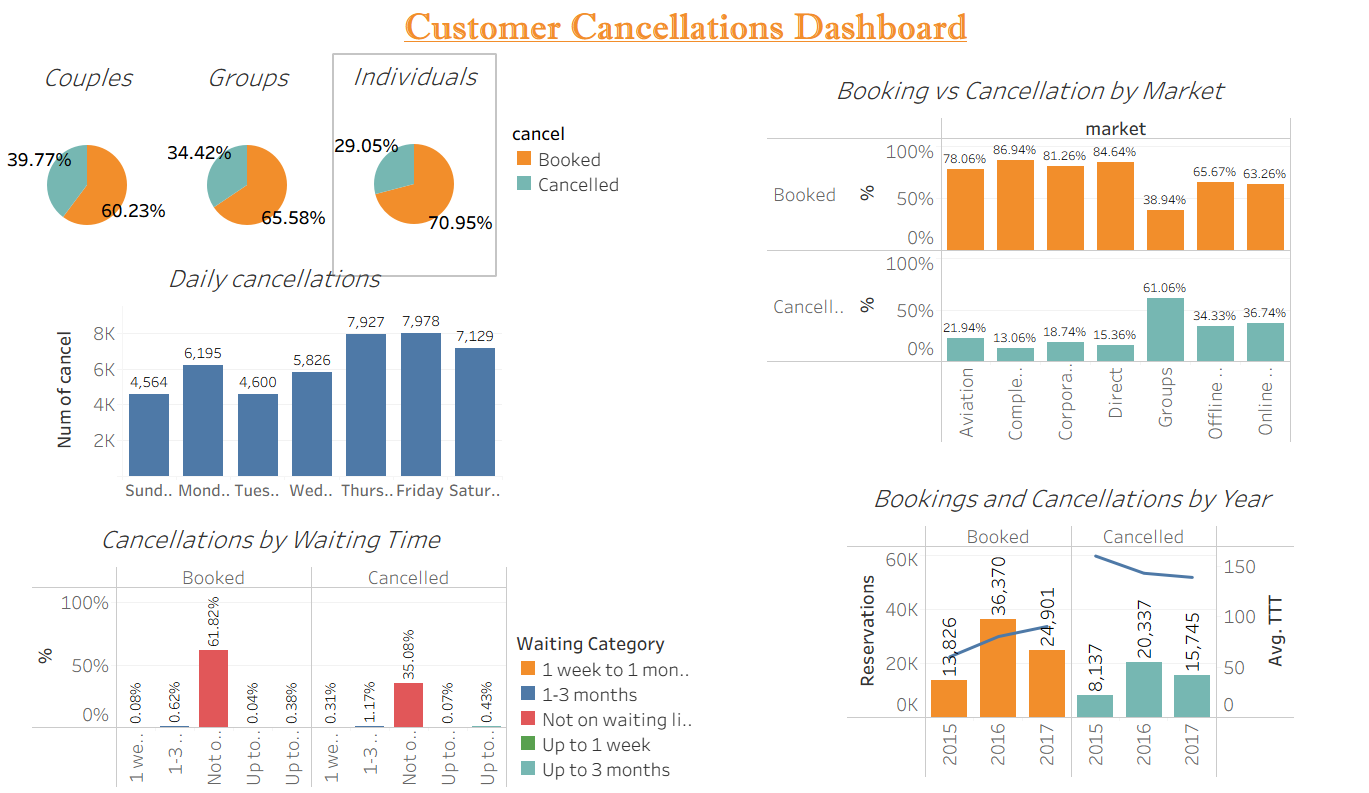 Customer Cancellations Dashboard
Couples
Groups
Individuals
39.77%
60.23%
34.42%
65.58%
29.05%
70.95%
cancel
Booked
Cancelled
Booking vs Cancellation by Market
market
Booked
%
100%
50%
0%
78.06%
86.94%
81.26%
84.64%
38.94%
65.67%
63.26%
Cancell..
%
100%
50%
0%
21.94%
13.06%
18.74%
15.36%
61.06%
34.33%
36.74%
Aviation
Comple..
Corpora..
Direct
Groups
Offline ..
Online ..
Daily cancellations
Num of cancel
8K
6K
4K
2K
4,564
6,195
4,600
5,826
7,927
7,978
7,129
Sund..
Mond..
Tues..
Wed..
Thurs..
Friday
Satur..
Cancellations by Waiting Time
Booked
Cancelled
%
100%
50%
0%
0.08%
0.62%
61.82%
0.04%
0.38%
0.31%
1.17%
35.08%
0.07%
0.43%
1 we..
1-3 ..
Not o..
Up to..
Up to..
1 we..
1-3 ..
Not o..
Up to..
Up to..
Waiting Category
1 week to 1 mon..
1-3 months
Not on waiting li..
Up to 1 week
Up to 3 months
Bookings and Cancellations by Year
Booked
Cancelled
Reservations
60K
40K
20K
0K
13,826
36,370
24,901
8,137
20,337
15,745
150
100
50
0
Avg. TTT
2015
2016
2017
2015
2016
2017